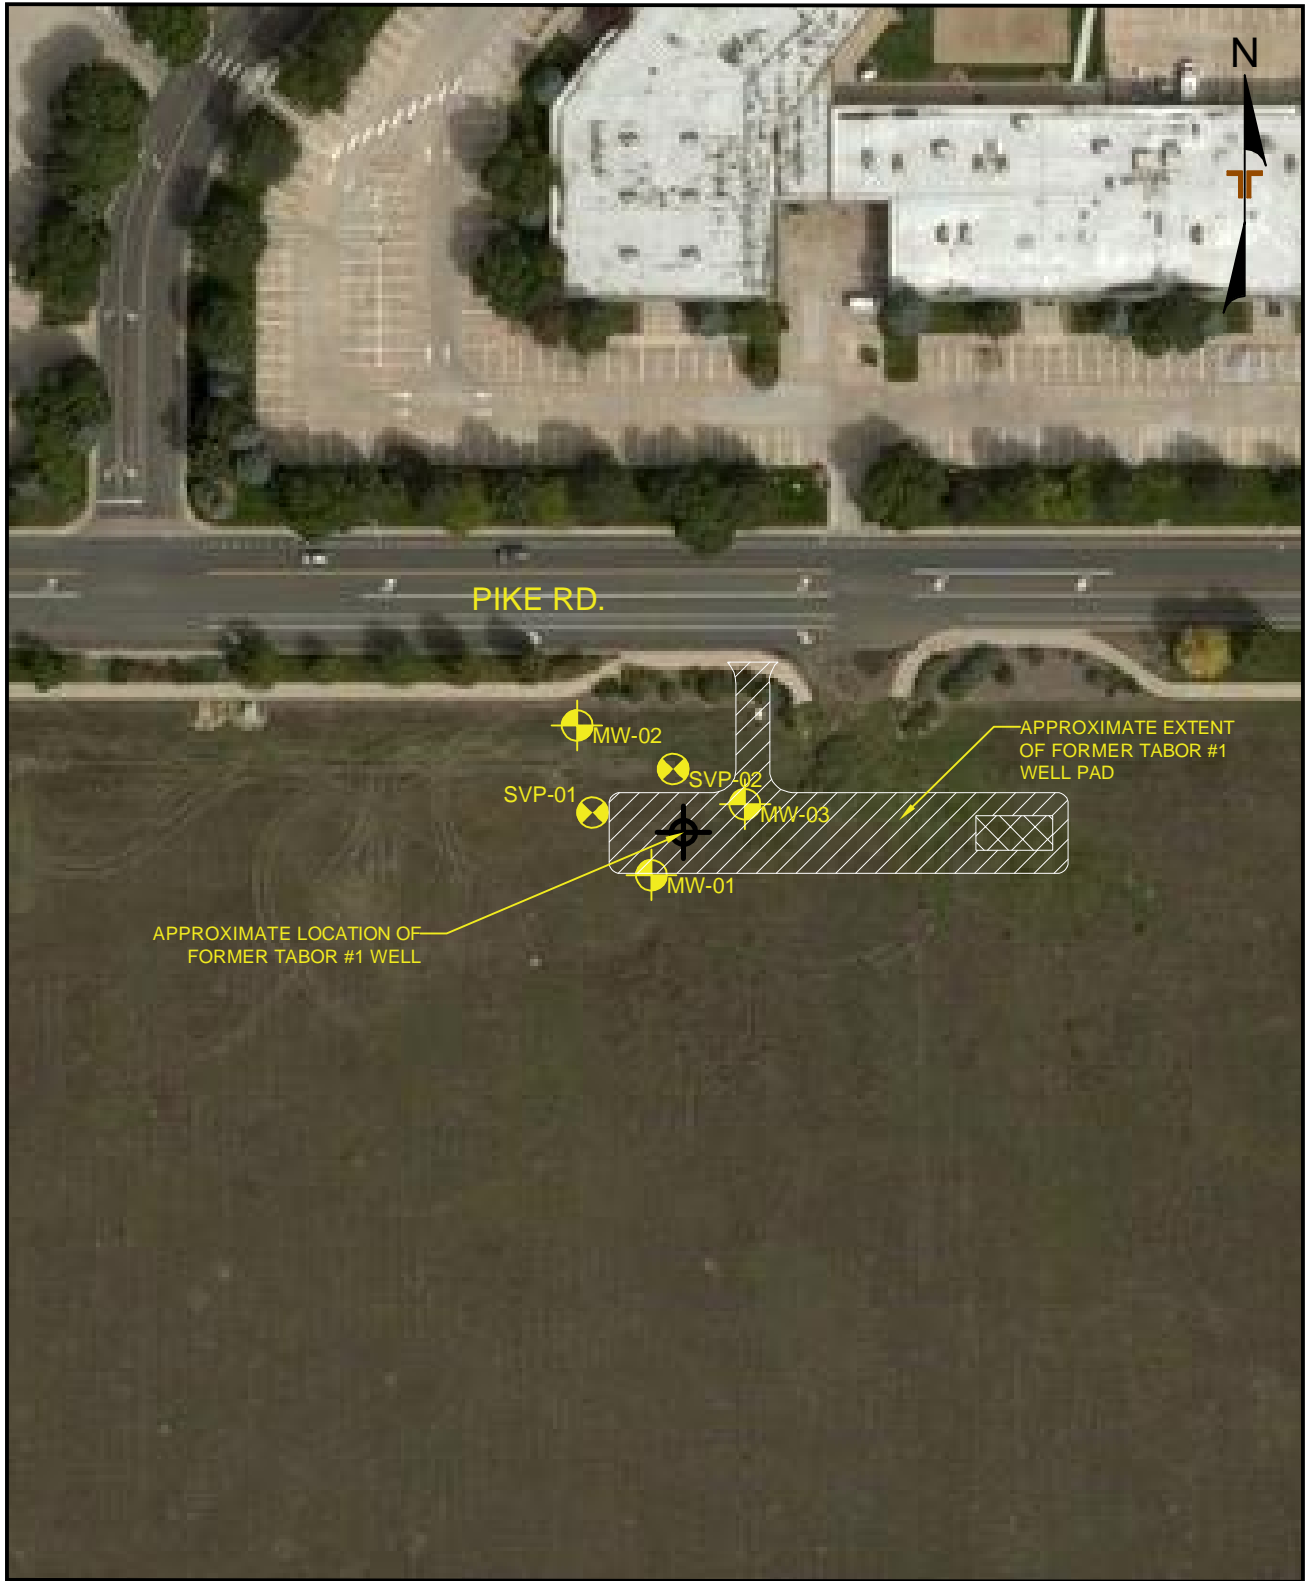 N
PIKE RD.
MW-02
APPROXIMATE EXTENT
OF FORMER TABOR #1
WELL PAD
SVP-02
SVP-01
MW-03
MW-01
APPROXIMATE LOCATION OF
FORMER TABOR #1 WELL